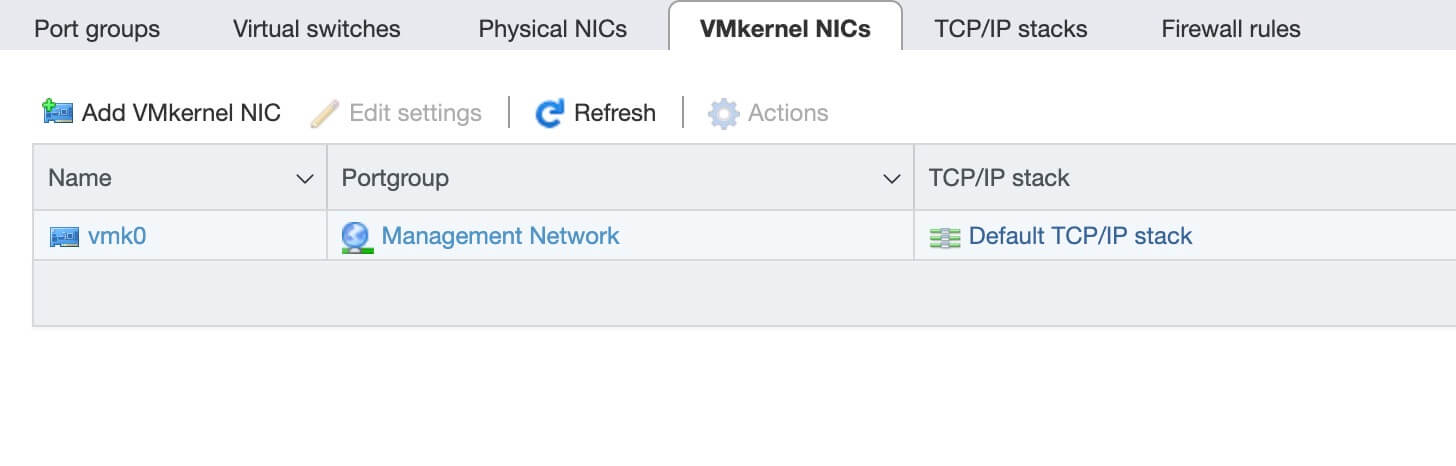 Port groups Virtual switches Physical NICs VMkernel NICs TCP/IP stacks Firewall rules
Add VMkernel NIC Edit settings Refresh Actions
Name Portgroup TCP/IP stack
vmk0 Management Network Default TCP/IP stack